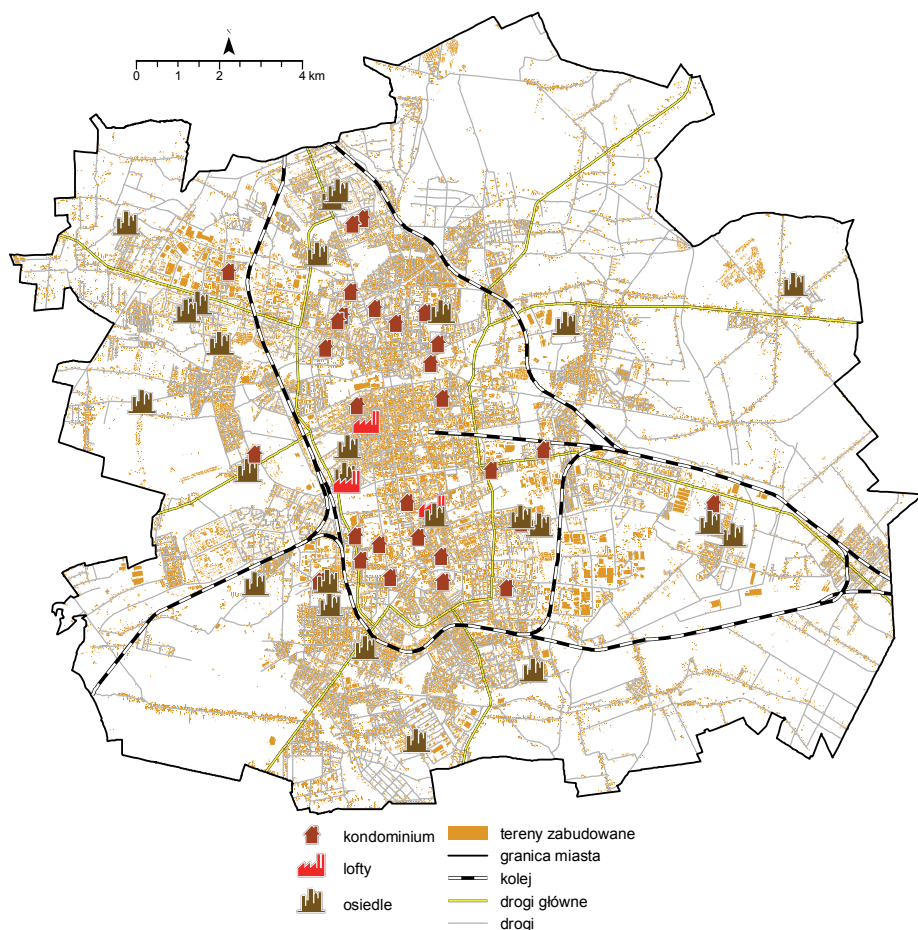 N
0 1 2 4 km
kondominium
lofty
osiedle
tereny zabudowane
granica miasta
kolej
drogi główne
drogi